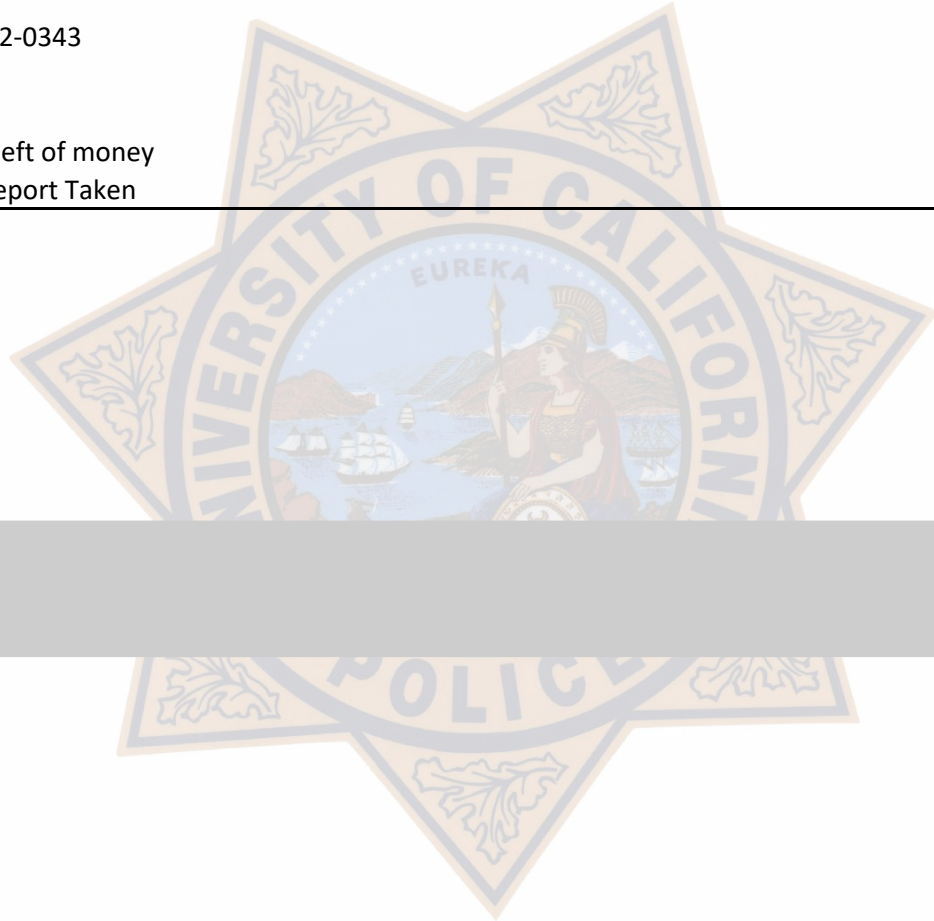 2-0343
eft of money
eport Taken
UNIVERSITY OF CALIFORNIA
EUREKA
POLICE